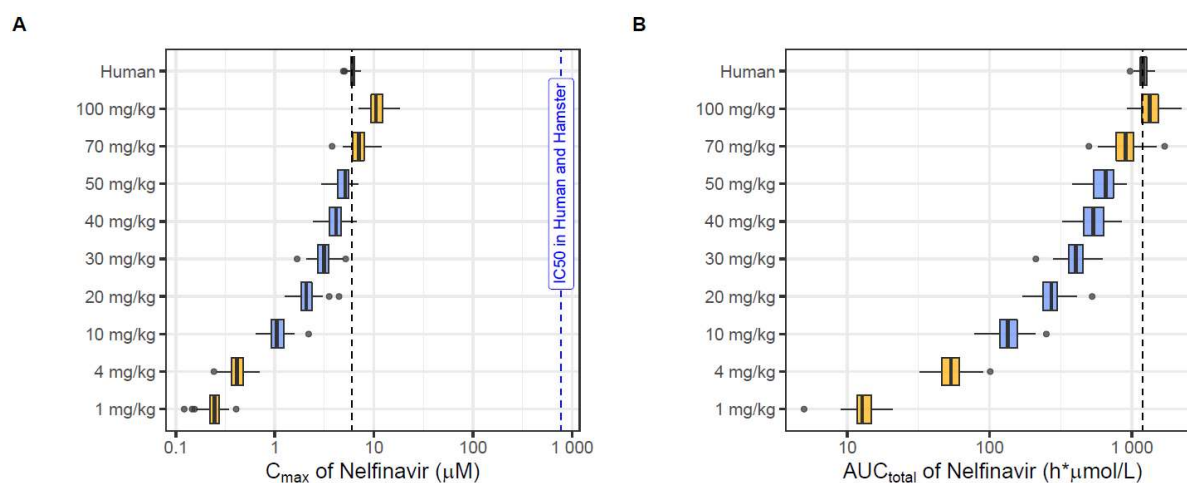 A
Human
100 mg/kg
70 mg/kg
50 mg/kg
40 mg/kg
30 mg/kg
20 mg/kg
10 mg/kg
4 mg/kg
1 mg/kg
IC50 in Human and Hamster
0.1 1 10 100 1 000
Cmax of Nelfinavir (μM)
B
Human
100 mg/kg
70 mg/kg
50 mg/kg
40 mg/kg
30 mg/kg
20 mg/kg
10 mg/kg
4 mg/kg
1 mg/kg
10 100 1 000
AUCtotal of Nelfinavir (h*μmol/L)